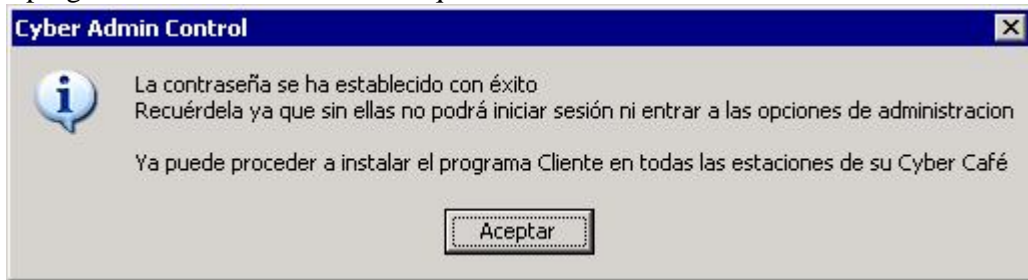 Cyber Admin Control
La contraseña se ha establecido con éxito
Recuérdela ya que sin ellas no podrá iniciar sesión ni entrar a las opciones de administracion
Ya puede proceder a instalar el programa Cliente en todas las estaciones de su Cyber Café
Aceptar